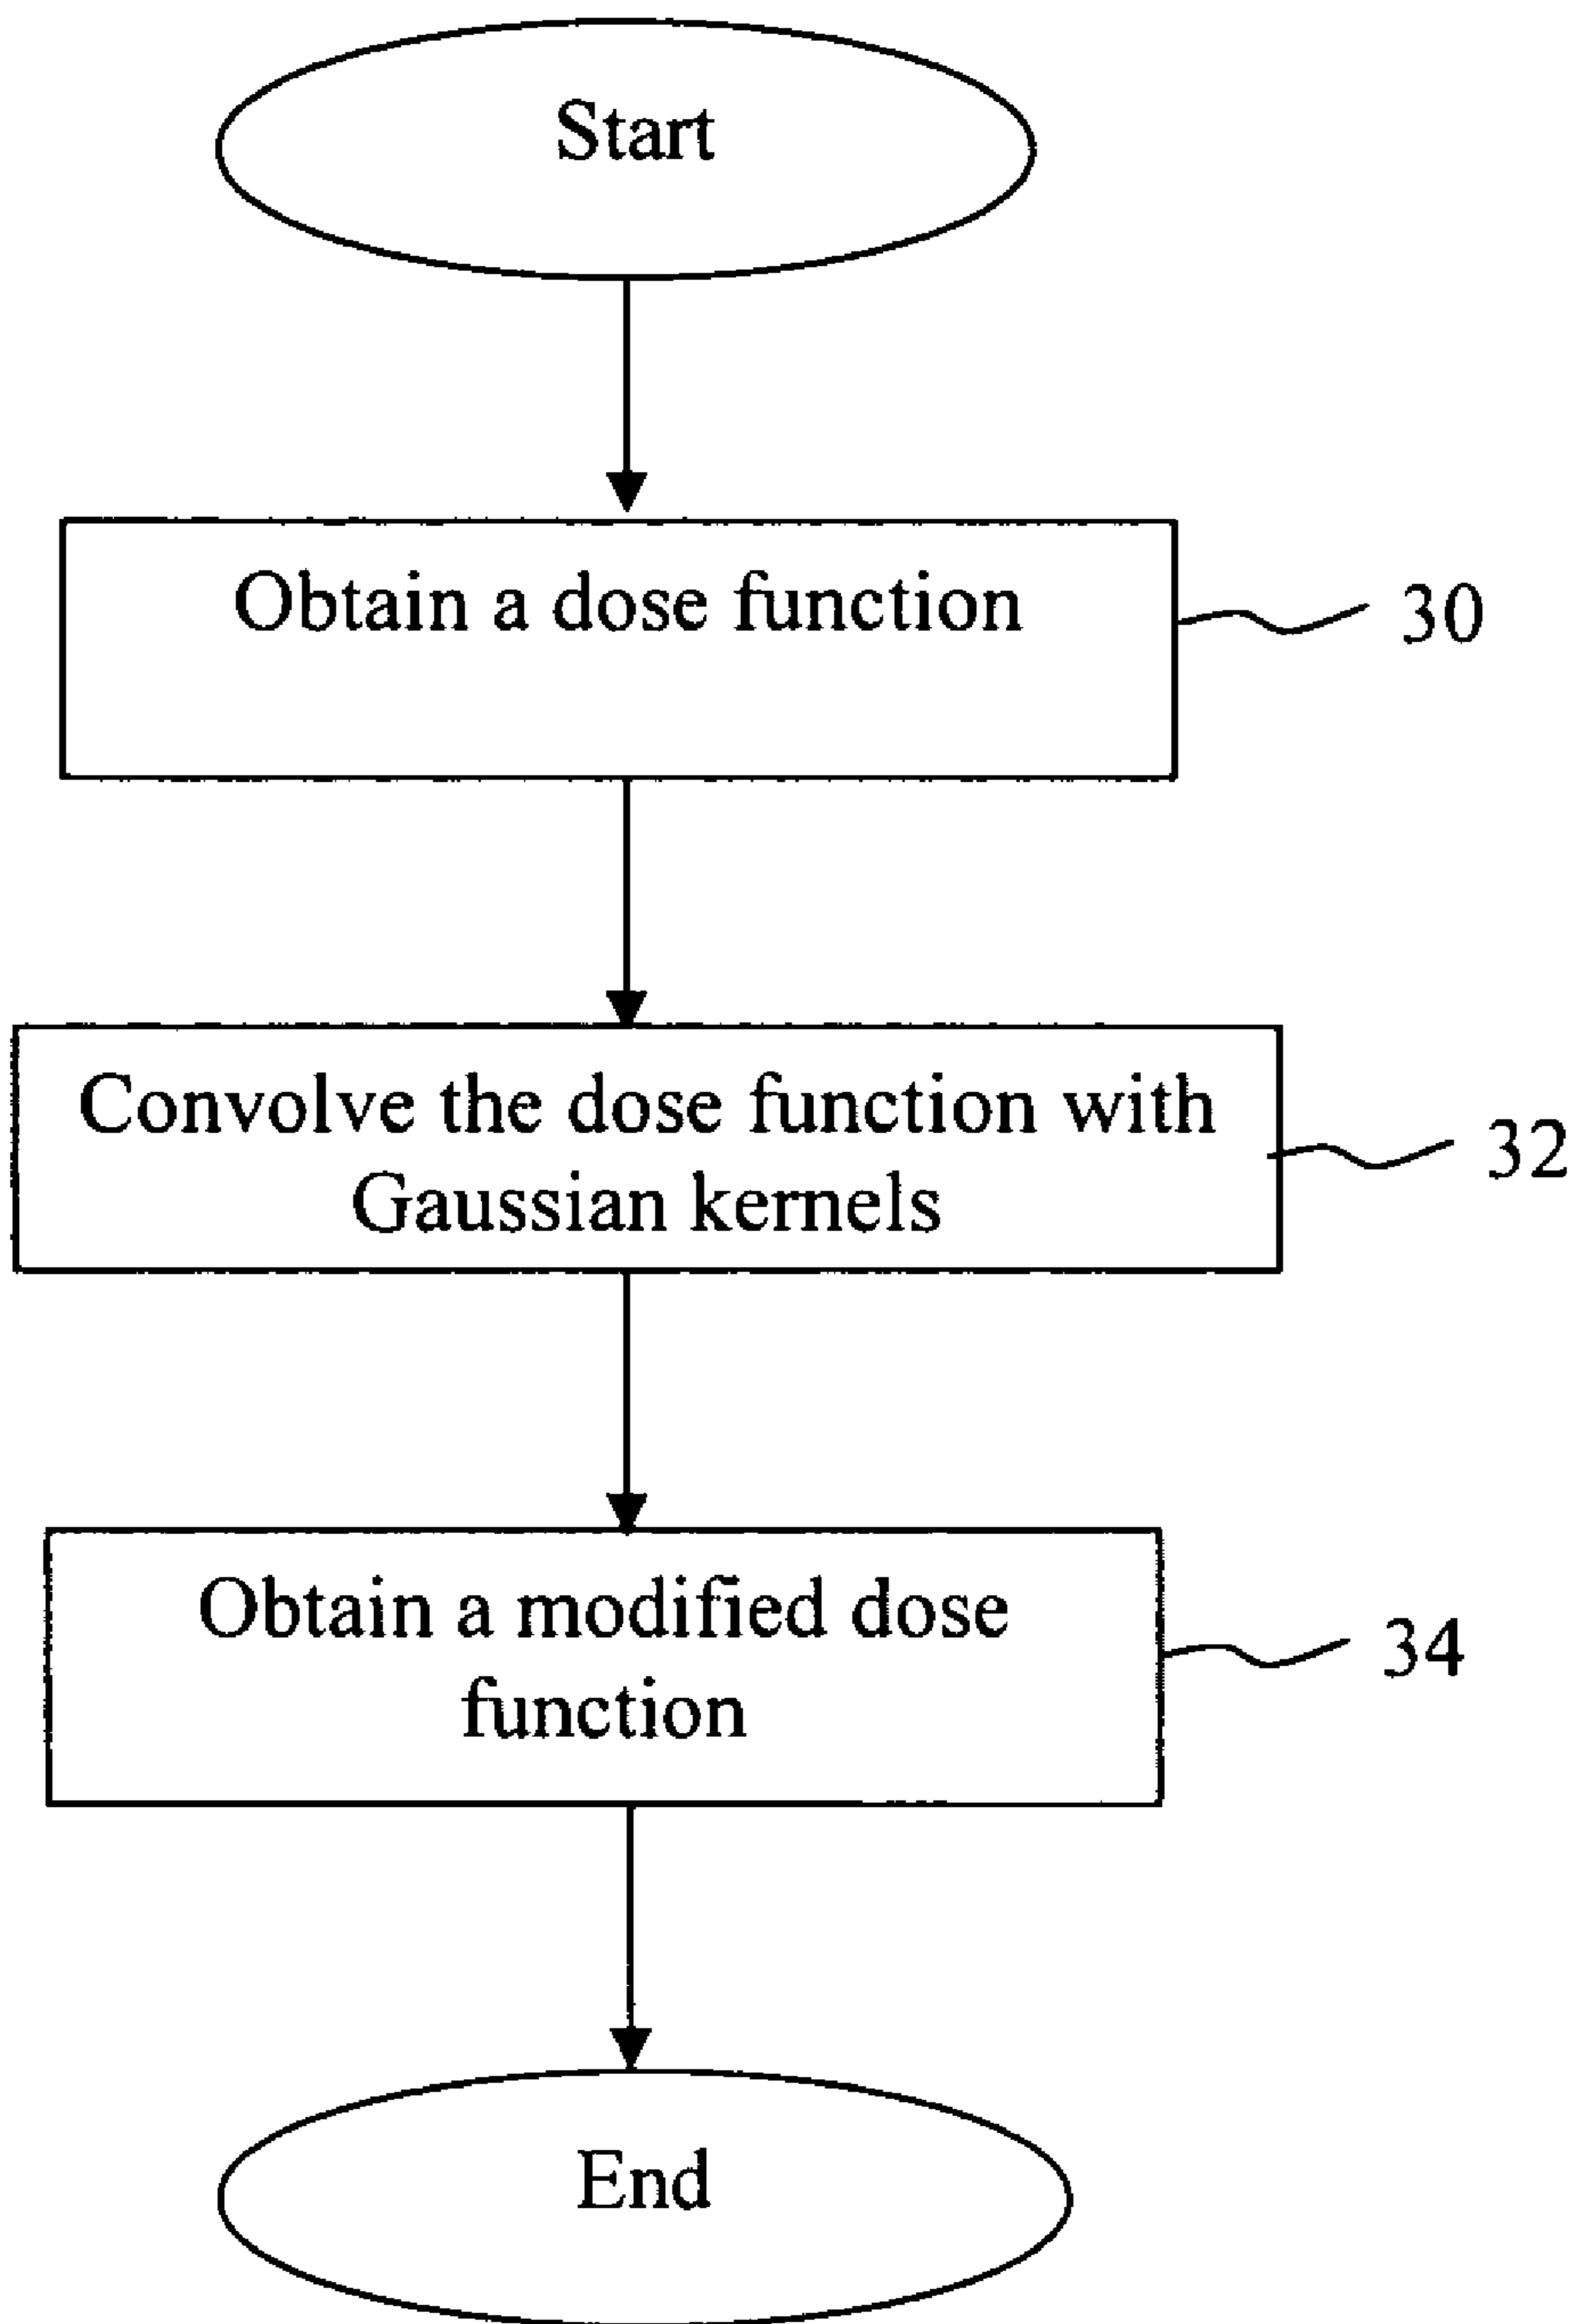 Start
Obtain a dose function
30
Convolve the dose function with
Gaussian kernels
32
Obtain a modified dose
function
34
End